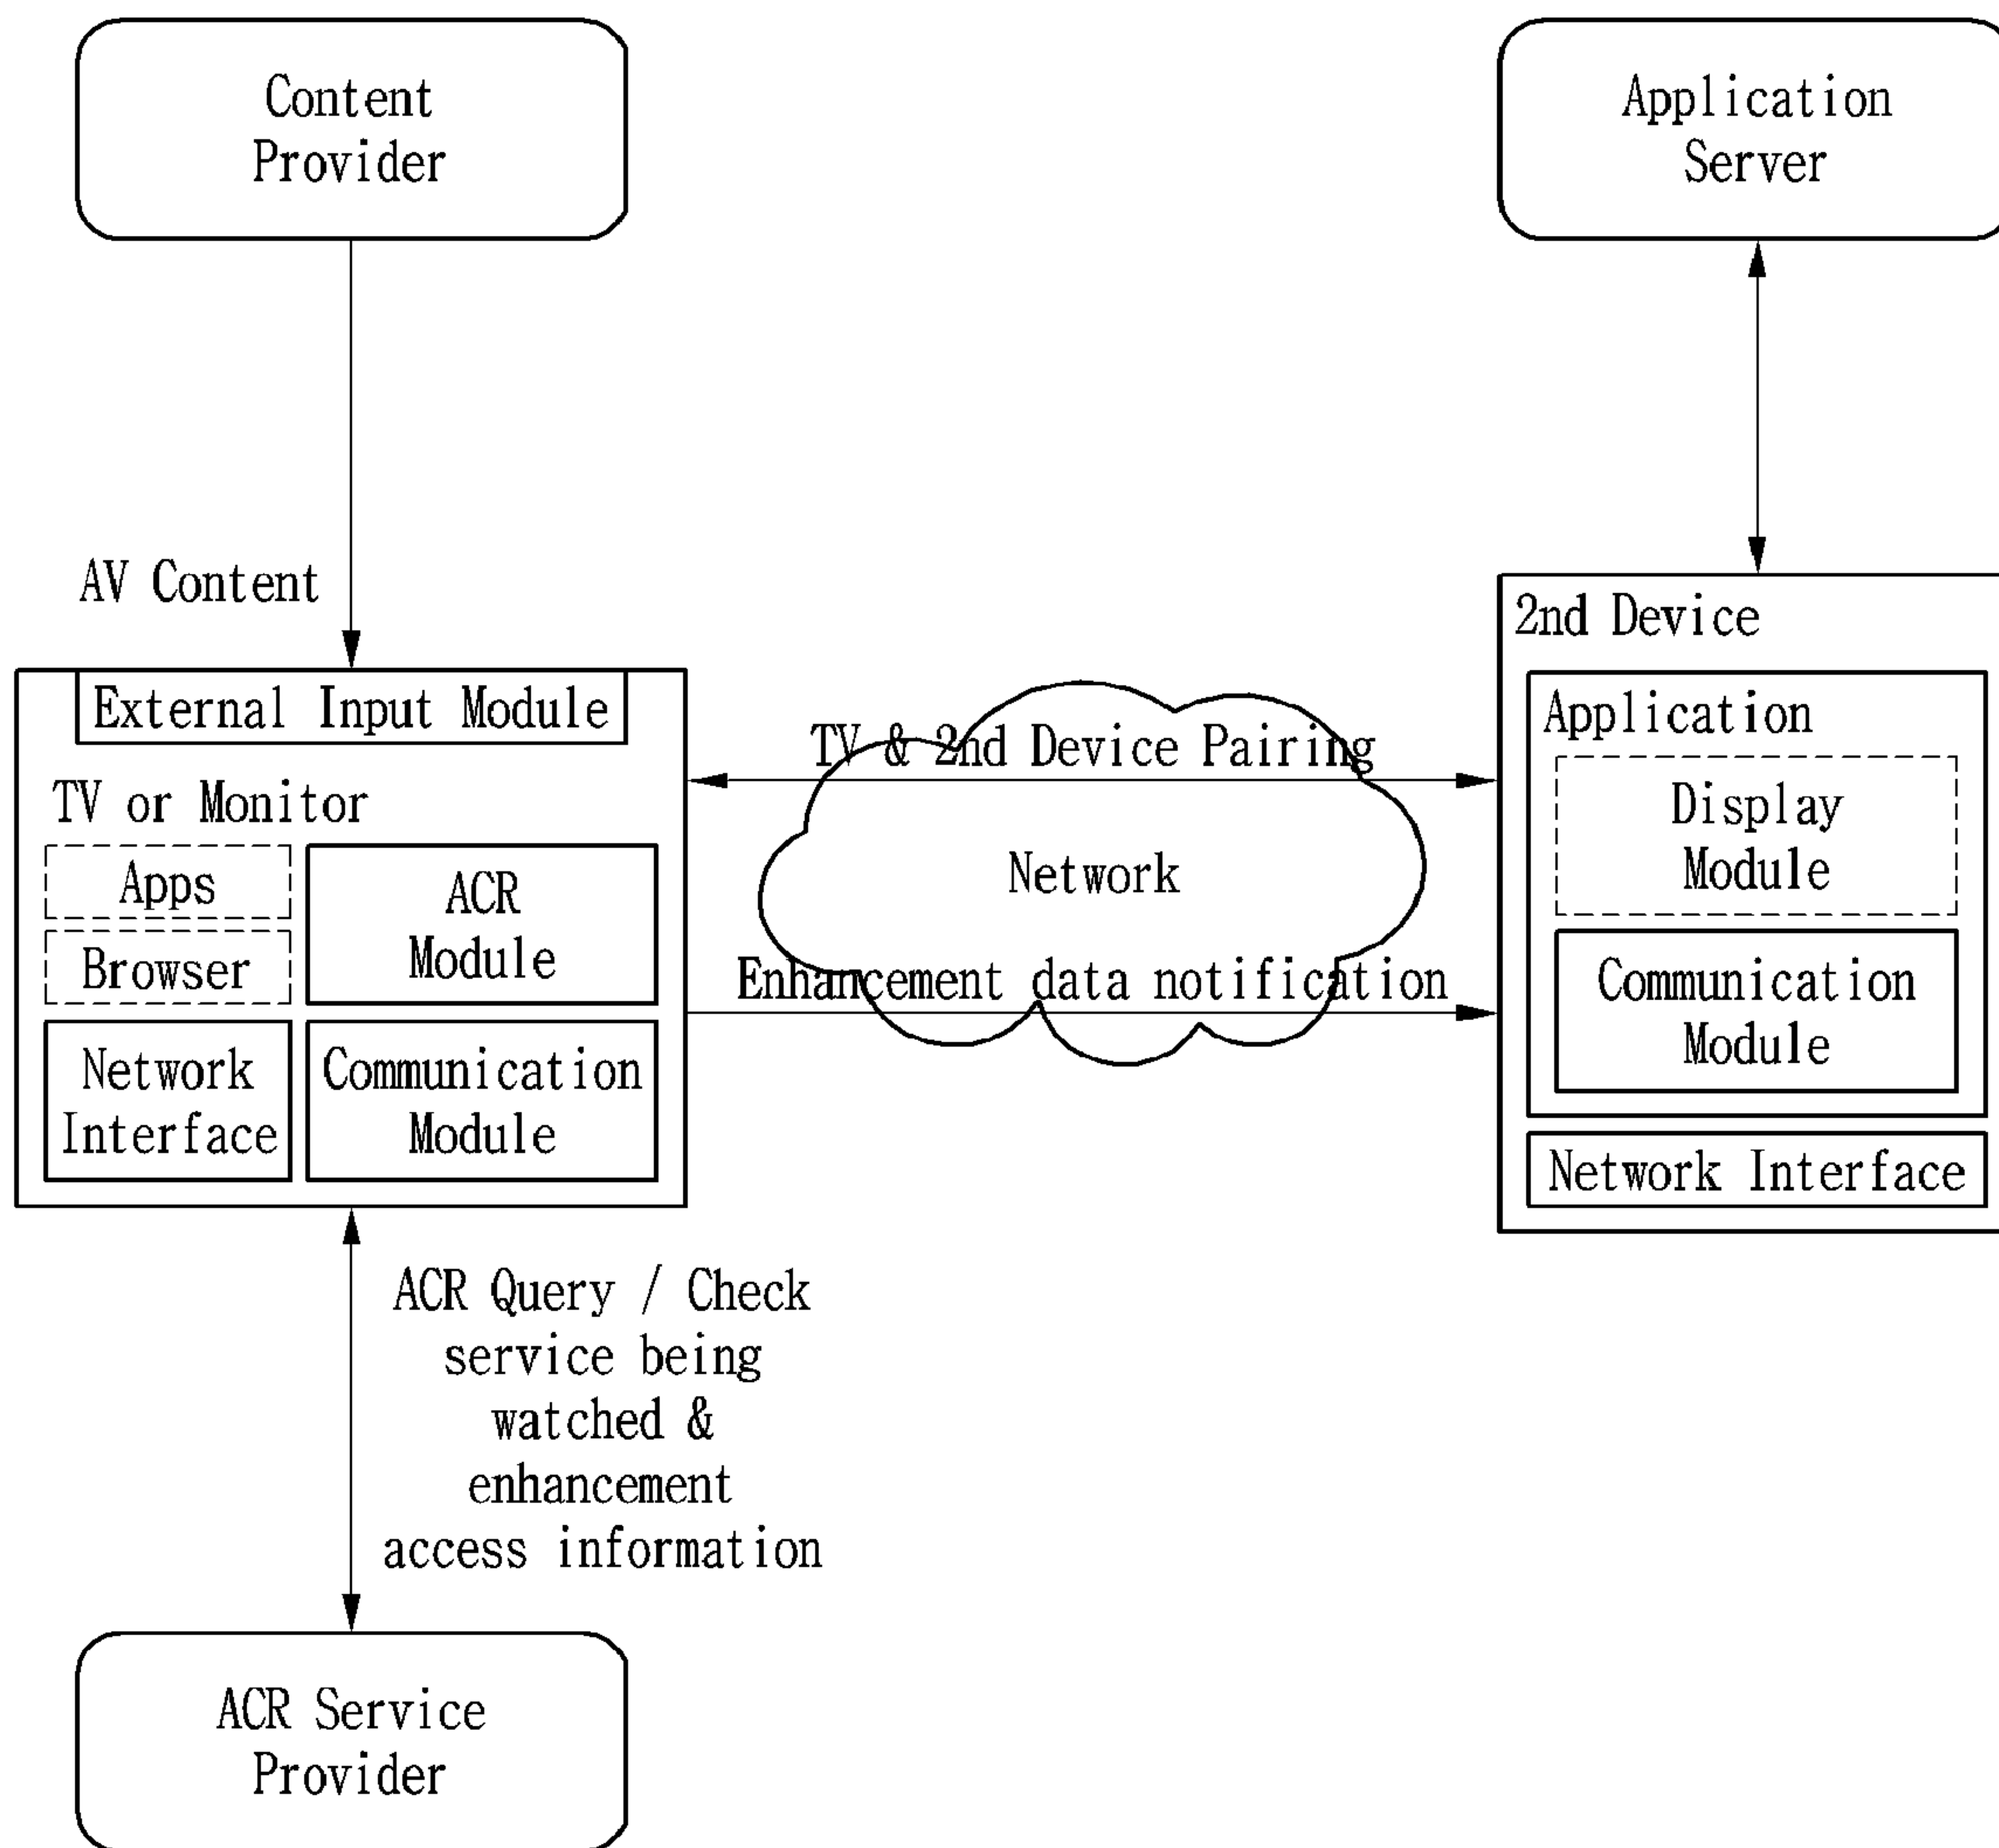 Content
Provider
Application
Server
AV Content
2nd Device
External Input Module
TV or Monitor
Apps
Browser
ACR
Module
Network
Interface
Communication
Module
TV & 2nd Device Pairing
Network
Enhancement data notification
Application
Display
Module
Communication
Module
Network Interface
ACR Query / Check
service being
watched &
enhancement
access information
ACR Service
Provider